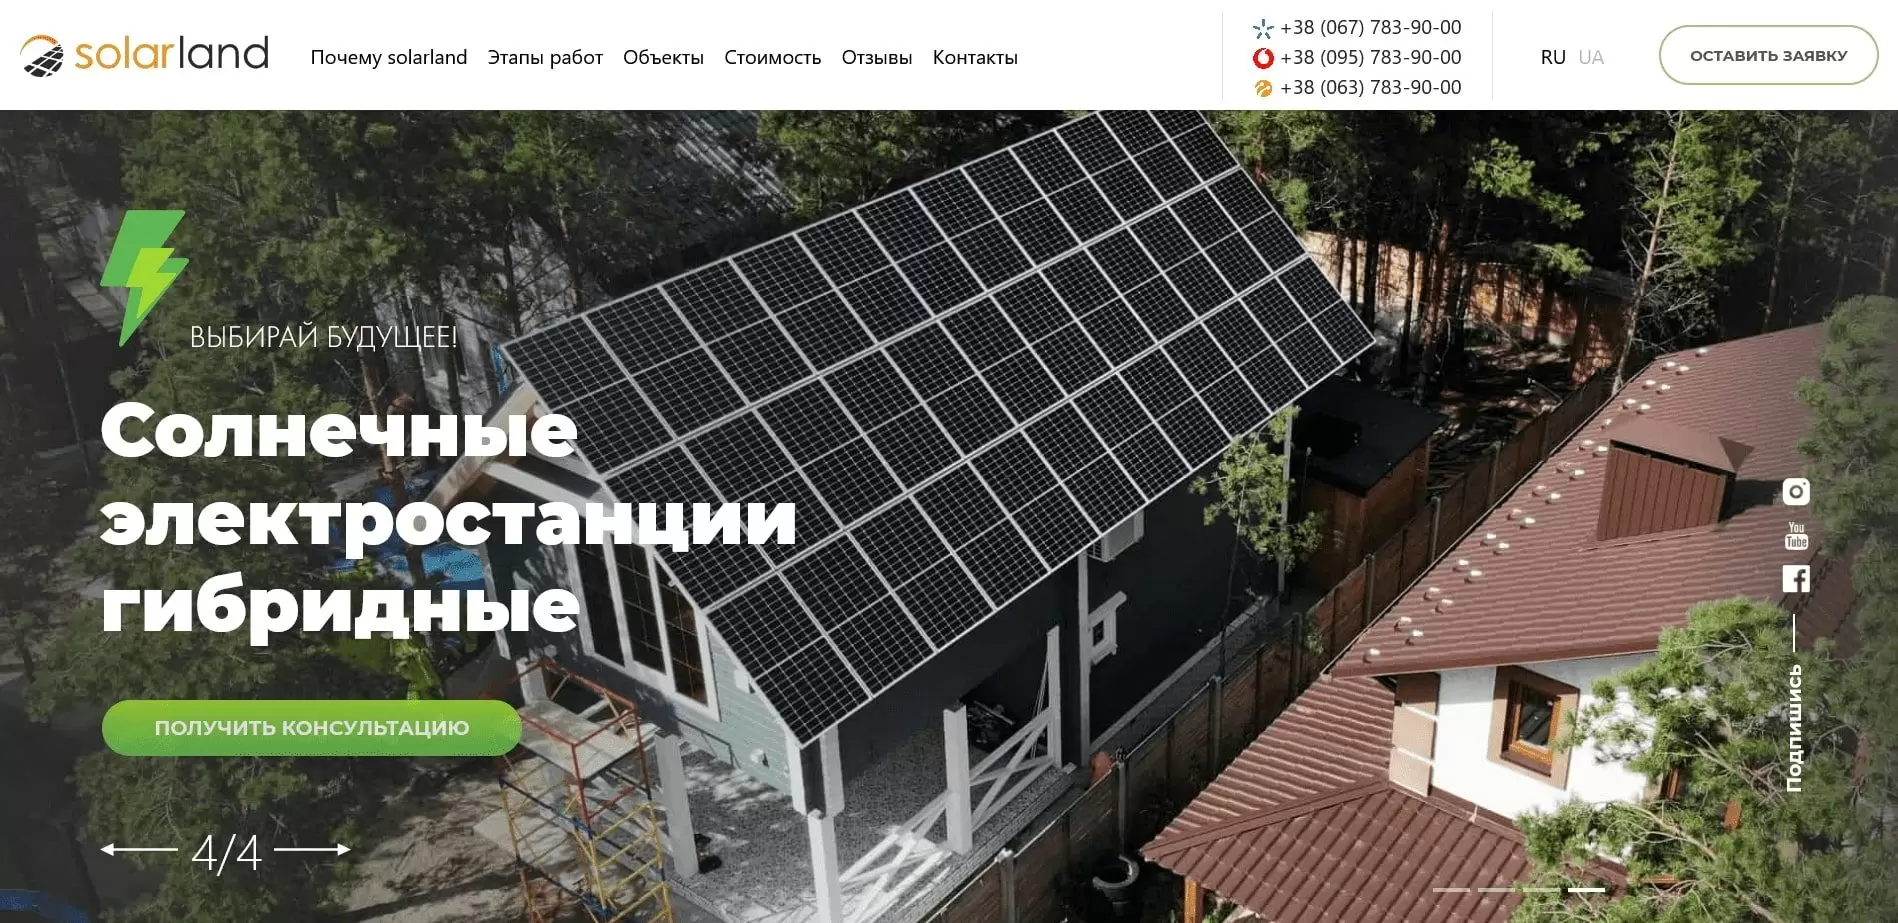 solarland
Почему solarland
Этапы работ
Объекты
Стоимость
Отзывы
Контакты
+38 (067) 783-90-00
+38 (095) 783-90-00
+38 (063) 783-90-00
RU UA
ОСТАВИТЬ ЗАЯВКУ
ВЫБИРАЙ БУДУЩЕЕ!
Солнечные
электростанции
гибридные
ПОЛУЧИТЬ КОНСУЛЬТАЦИЮ
4/4
You
Tube
Подпишись